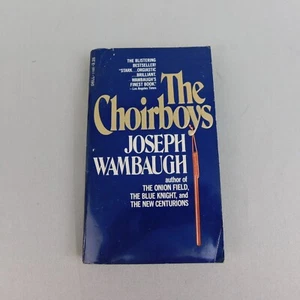 THE BLISTERING
BESTSELLER!
"STARK...ORGIASTIC
...BRILLIANT,
WAMBAUGH'S
FINEST BOOK."
—Los Angeles Times
The
Choirboys
JOSEPH
WAMBAUGH
author of
THE ONION FIELD,
THE BLUE KNIGHT, and
THE NEW CENTURIONS